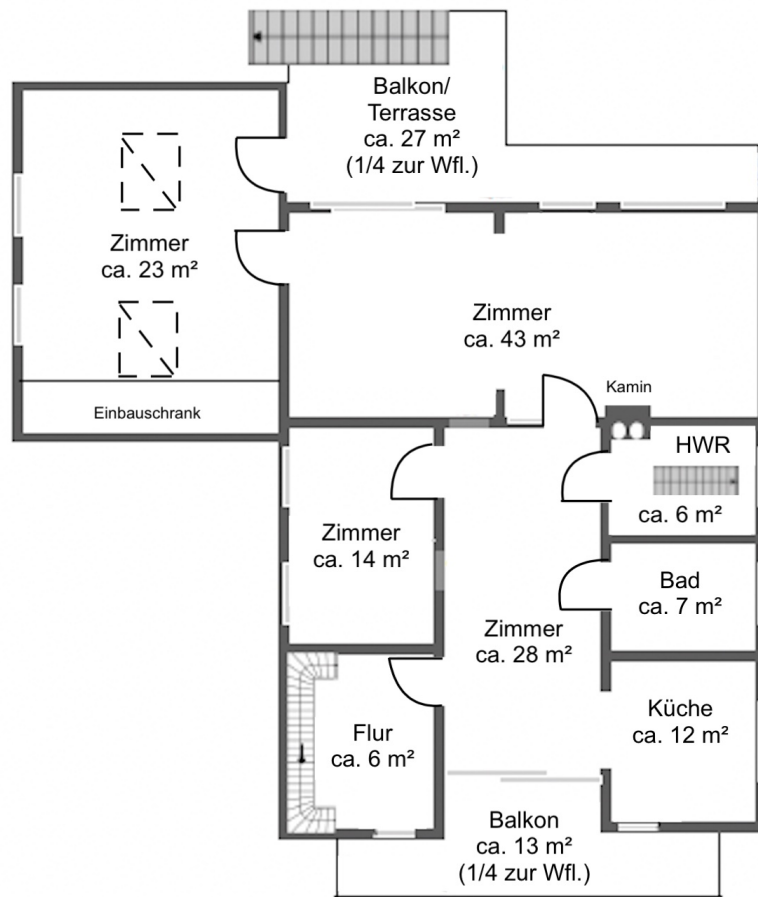 Balkon/
Terrasse
ca. 27 m²
(1/4 zur Wfl.)
Zimmer
ca. 23 m²
Einbauschrank
Zimmer
ca. 43 m²
Kamin
HWR
ca. 6 m²
Zimmer
ca. 14 m²
Bad
ca. 7 m²
Zimmer
ca. 28 m²
Flur
ca. 6 m²
Küche
ca. 12 m²
Balkon
ca. 13 m²
(1/4 zur Wfl.)